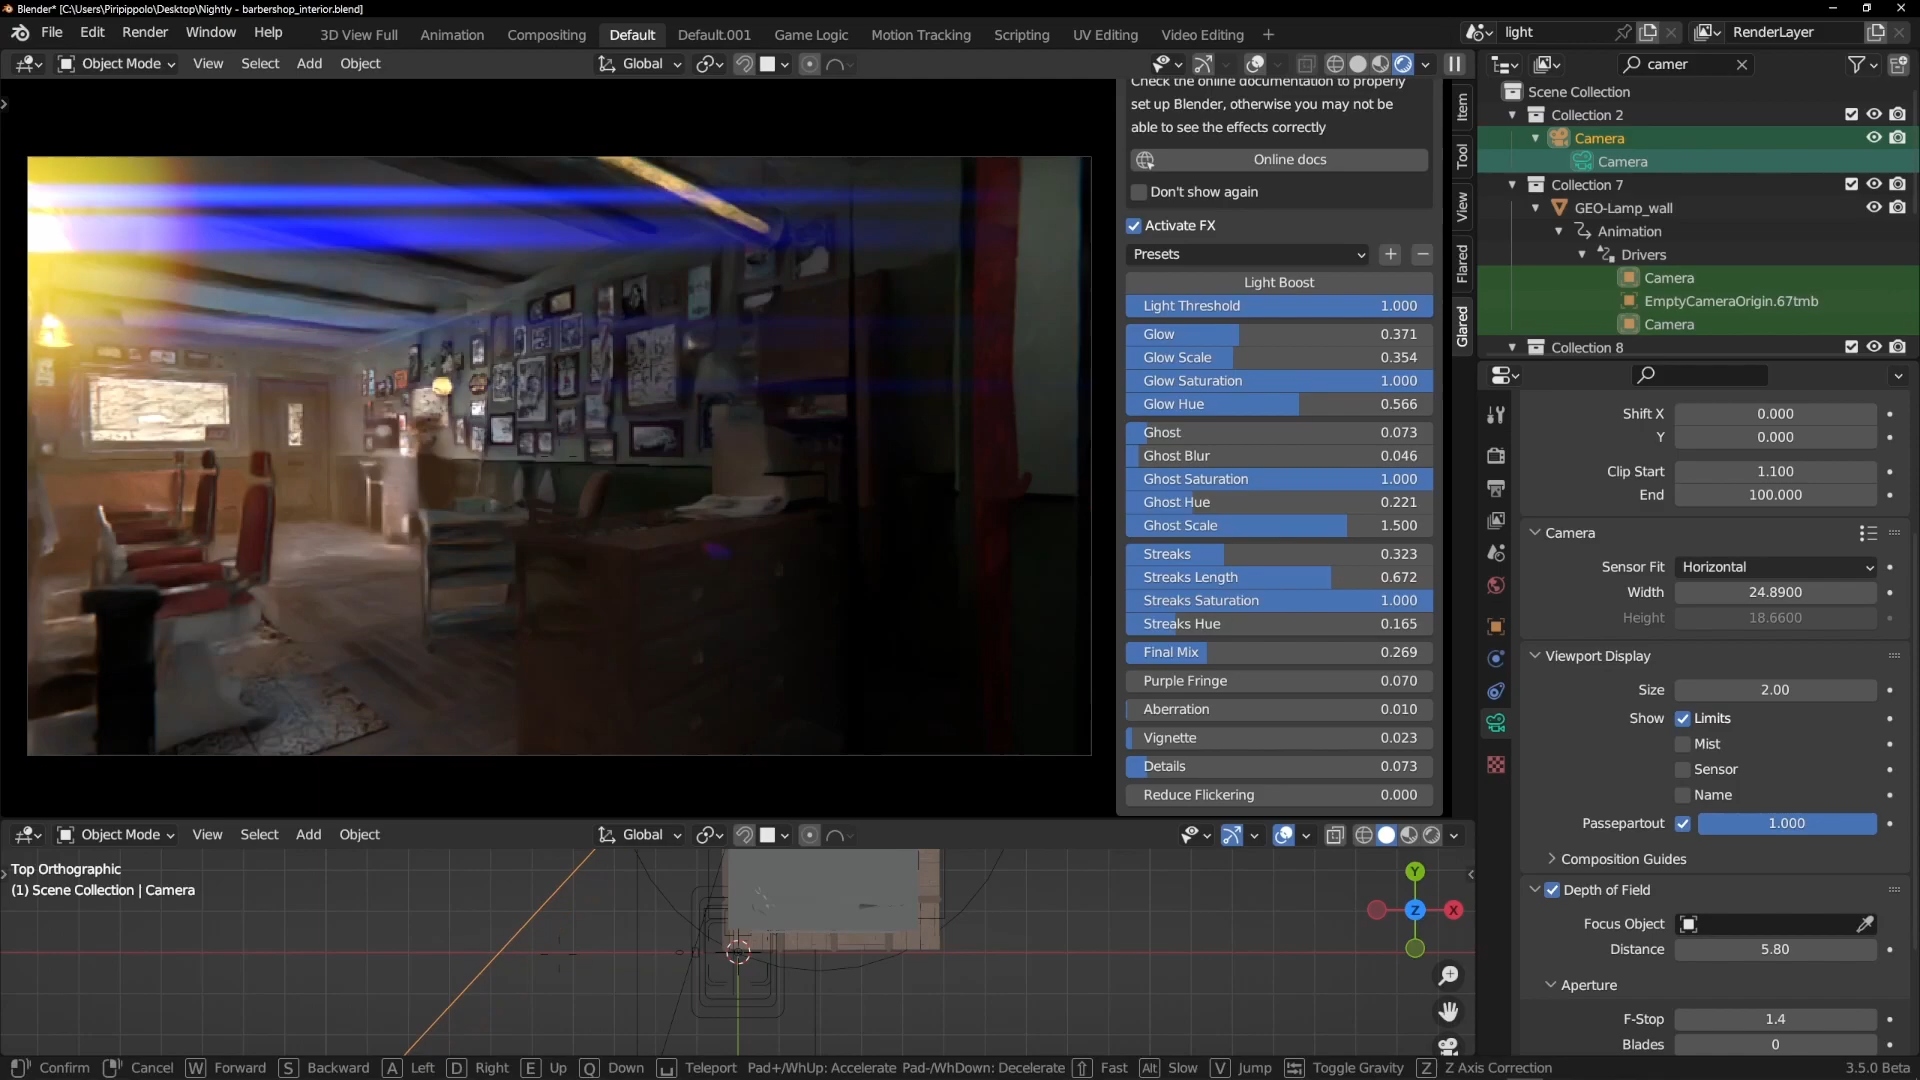 Blender* [C:\Users\Piripippolo\Desktop\Nightly - barbershop_interior.blend]
File Edit Render Window Help 3D View Full Animation Compositing Default Default.001 Game Logic Motion Tracking Scripting UV Editing Video Editing + light RenderLayer
Object Mode View Select Add Object Global
camer
Check the online documentation to properly
set up Blender, otherwise you may not be
able to see the effects correctly
Online docs
Don't show again
Activate FX
Presets
Light Boost
Light Threshold 1.000
Glow 0.371
Glow Scale 0.354
Glow Saturation 1.000
Glow Hue 0.566
Ghost 0.073
Ghost Blur 0.046
Ghost Saturation 1.000
Ghost Hue 0.221
Ghost Scale 1.500
Streaks 0.323
Streaks Length 0.672
Streaks Saturation 1.000
Streaks Hue 0.165
Final Mix 0.269
Purple Fringe 0.070
Aberration 0.010
Vignette 0.023
Details 0.073
Reduce Flickering 0.000
Item
Tool
View
Flared
Glared
Scene Collection
Collection 2
Camera
Camera
Collection 7
GEO-Lamp_wall
Animation
Drivers
Camera
EmptyCameraOrigin.67tmb
Camera
Collection 8
Shift X 0.000
Y 0.000
Clip Start 1.100
End 100.000
Camera
Sensor Fit Horizontal
Width 24.8900
Height 18.6600
Viewport Display
Size 2.00
Show Limits
Mist
Sensor
Name
Passepartout 1.000
Composition Guides
Depth of Field
Focus Object
Distance 5.80
Aperture
F-Stop 1.4
Blades 0
Object Mode View Select Add Object Global
Top Orthographic
(1) Scene Collection | Camera
Y
Z X
Confirm Cancel W Forward S Backward A Left D Right E Up Q Down Teleport Pad+/WhUp: Accelerate Pad-/WhDown: Decelerate Fast Alt Slow V Jump Toggle Gravity Z Z Axis Correction 3.5.0 Beta